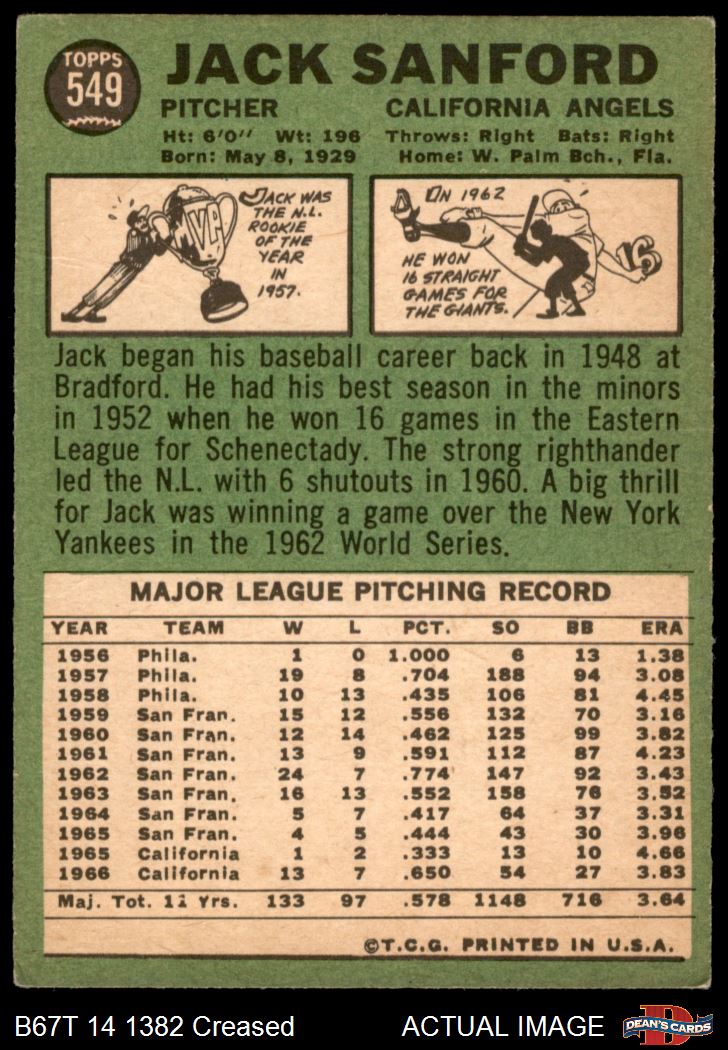 TOPPS
549
JACK SANFORD
PITCHER CALIFORNIA ANGELS
Ht: 6'0" Wt: 196 Throws: Right Bats: Right
Born: May 8, 1929 Home: W. Palm Bch., Fla.
MVP
JACK WAS
THE N.L.
ROOKIE
OF THE
YEAR
IN
1957.
IN 1962
HE WON
16 STRAIGHT
GAMES FOR
THE GIANTS.
16
Jack began his baseball career back in 1948 at
Bradford. He had his best season in the minors
in 1952 when he won 16 games in the Eastern
League for Schenectady. The strong righthander
led the N.L. with 6 shutouts in 1960. A big thrill
for Jack was winning a game over the New York
Yankees in the 1962 World Series.
MAJOR LEAGUE PITCHING RECORD
YEAR TEAM W L PCT. SO BB ERA
1956 Phila. 1 0 1.000 6 13 1.38
1957 Phila. 19 8 .704 188 94 3.08
1958 Phila. 10 13 .435 106 81 4.45
1959 San Fran. 15 12 .556 132 70 3.16
1960 San Fran. 12 14 .462 125 99 3.82
1961 San Fran. 13 9 .591 112 87 4.23
1962 San Fran. 24 7 .774 147 92 3.43
1963 San Fran. 16 13 .552 158 76 3.52
1964 San Fran. 5 7 .417 64 37 3.31
1965 San Fran. 4 5 .444 43 30 3.96
1965 California 1 2 .333 13 10 4.66
1966 California 13 7 .650 54 27 3.83
Maj. Tot. 11 Yrs. 133 97 .578 1148 716 3.64
©T.C.G. PRINTED IN U.S.A.
B67T 14 1382 Creased ACTUAL IMAGE
D
DEAN'S CARDS